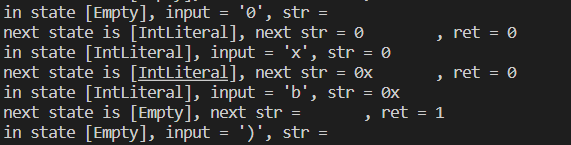 in state [Empty], input = '0', str =
next state is [IntLiteral], next str = 0 , ret = 0
in state [IntLiteral], input = 'x', str = 0
next state is [IntLiteral], next str = 0x , ret = 0
in state [IntLiteral], input = 'b', str = 0x
next state is [Empty], next str = , ret = 1
in state [Empty], input = ')', str =